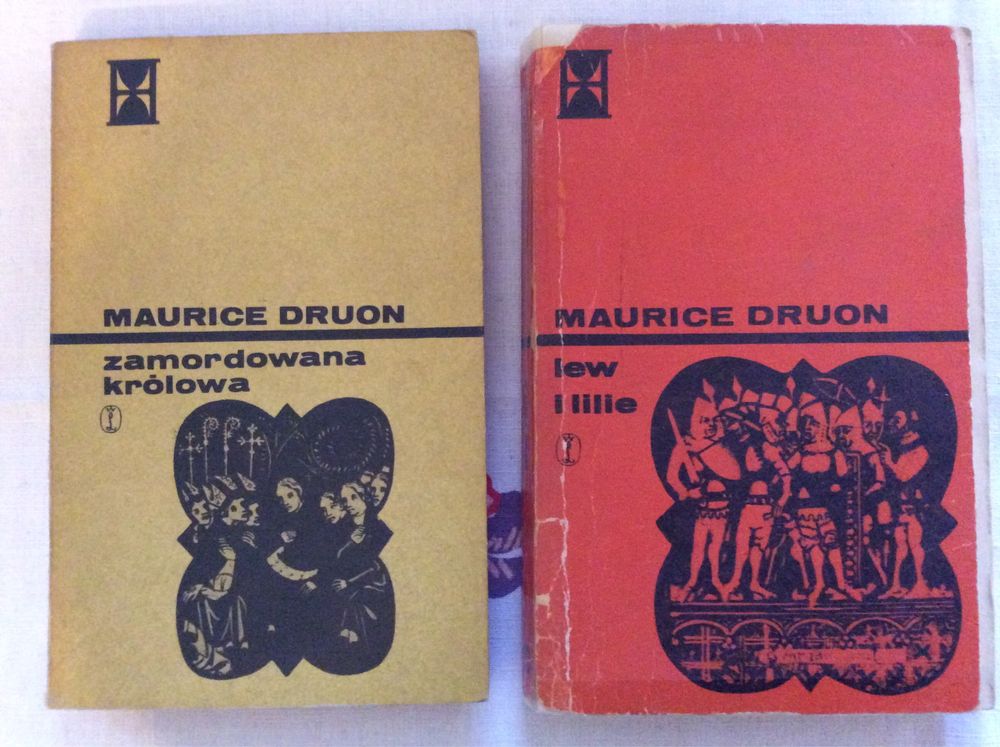 MAURICE DRUON
zamordowana
królowa
MAURICE DRUON
lew
i lilie